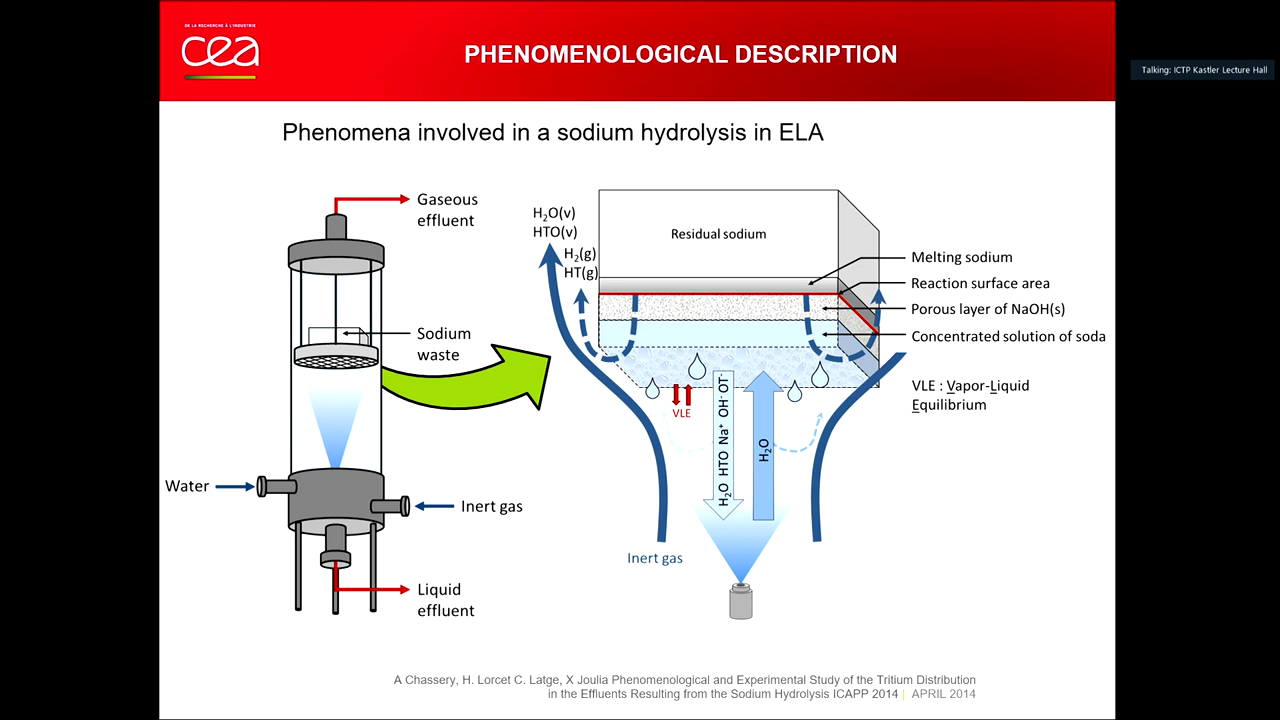 DE LA RECHERCHE À L'INDUSTRIE
cea
PHENOMENOLOGICAL DESCRIPTION
Talking: ICTP Kastler Lecture Hall
Phenomena involved in a sodium hydrolysis in ELA
Gaseous
effluent
Sodium
waste
Water
Inert gas
Liquid
effluent
H₂O(v)
HTO(v)
H₂(g)
HT(g)
Residual sodium
Melting sodium
Reaction surface area
Porous layer of NaOH(s)
Concentrated solution of soda
VLE : Vapor-Liquid
Equilibrium
VLE
H₂O HTO Na⁺ OH⁻ OT⁻
H₂O
Inert gas
A Chassery, H. Lorcet C. Latge, X Joulia Phenomenological and Experimental Study of the Tritium Distribution
in the Effluents Resulting from the Sodium Hydrolysis ICAPP 2014 | APRIL 2014